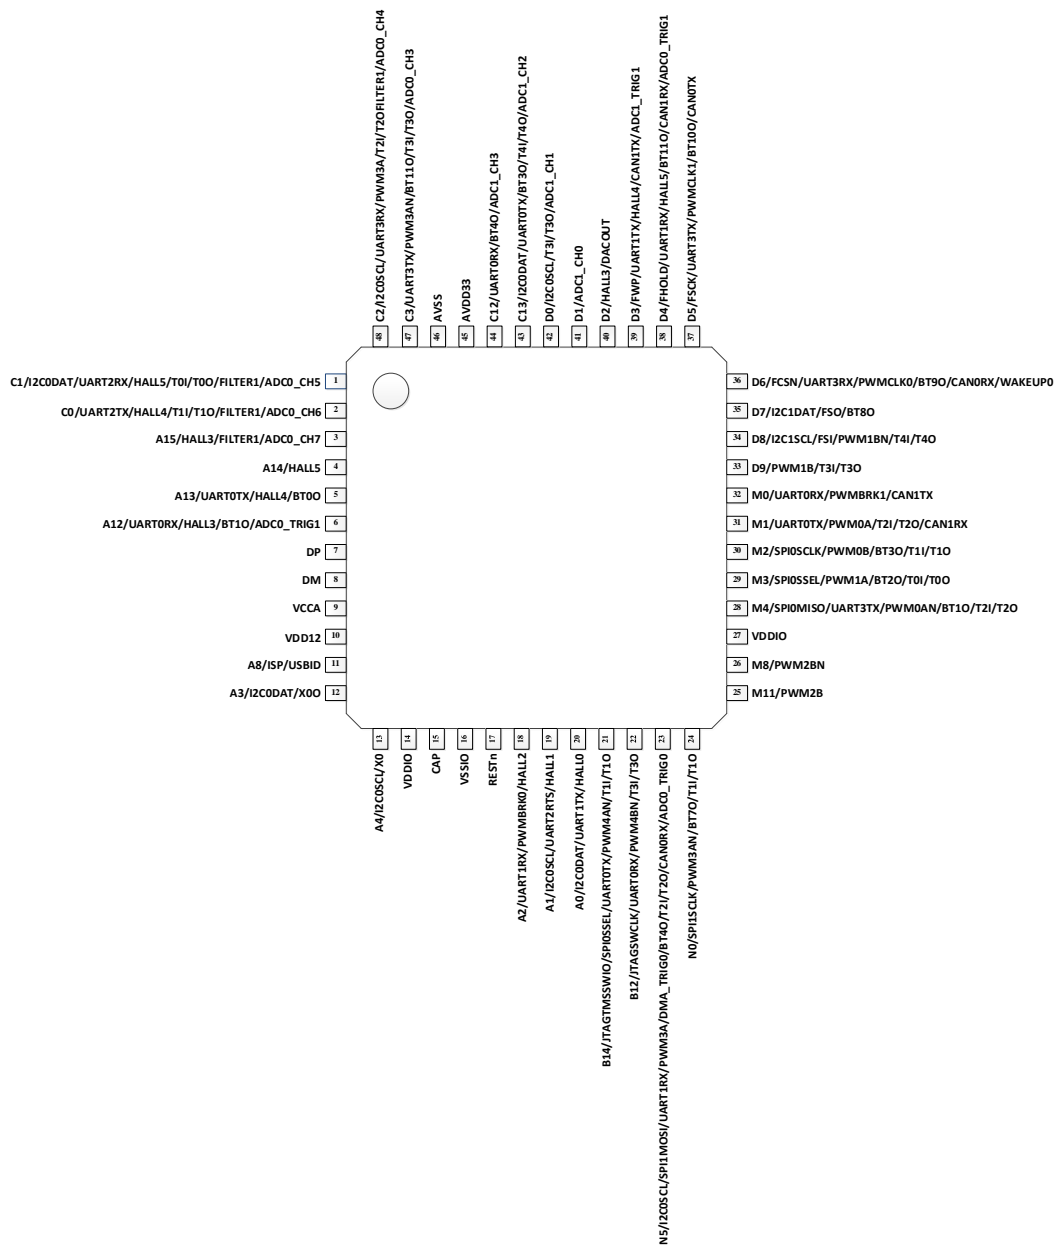 C2/I2C0SCL/UART3RX/PWM3A/T2I/T2OFILTER1/ADC0_CH4
C3/UART3TX/PWM3AN/BT11O/T3I/T3O/ADC0_CH3
AVSS
AVDD33
C12/UART0RX/BT4O/ADC1_CH3
C13/I2C0DAT/UART0TX/BT3O/T4I/T4O/ADC1_CH2
D0/I2C0SCL/T3I/T3O/ADC1_CH1
D1/ADC1_CH0
D2/HALL3/DACOUT
D3/FWP/UART1TX/HALL4/CAN1TX/ADC1_TRIG1
D4/FHOLD/UART1RX/HALL5/BT11O/CAN1RX/ADC0_TRIG1
D5/FSCK/UART3TX/PWMCLK1/BT10O/CAN0TX
48
47
46
45
44
43
42
41
40
39
38
37
C1/I2C0DAT/UART2RX/HALL5/T0I/T0O/FILTER1/ADC0_CH5 1
C0/UART2TX/HALL4/T1I/T1O/FILTER1/ADC0_CH6 2
A15/HALL3/FILTER1/ADC0_CH7 3
A14/HALL5 4
A13/UART0TX/HALL4/BT0O 5
A12/UART0RX/HALL3/BT1O/ADC0_TRIG1 6
DP 7
DM 8
VCCA 9
VDD12 10
A8/ISP/USBID 11
A3/I2C0DAT/X0O 12
36 D6/FCSN/UART3RX/PWMCLK0/BT9O/CAN0RX/WAKEUP0
35 D7/I2C1DAT/FSO/BT8O
34 D8/I2C1SCL/FSI/PWM1BN/T4I/T4O
33 D9/PWM1B/T3I/T3O
32 M0/UART0RX/PWMBRK1/CAN1TX
31 M1/UART0TX/PWM0A/T2I/T2O/CAN1RX
30 M2/SPI0SCLK/PWM0B/BT3O/T1I/T1O
29 M3/SPI0SSEL/PWM1A/BT2O/T0I/T0O
28 M4/SPI0MISO/UART3TX/PWM0AN/BT1O/T2I/T2O
27 VDDIO
26 M8/PWM2BN
25 M11/PWM2B
13
14
15
16
17
18
19
20
21
22
23
24
A4/I2C0SCL/X0
VDDIO
CAP
VSSIO
RESTn
A2/UART1RX/PWMBRK0/HALL2
A1/I2C0SCL/UART2RTS/HALL1
A0/I2C0DAT/UART1TX/HALL0
B14/JTAGTMSSWIO/SPI0SSEL/UART0TX/PWM4AN/T1I/T1O
B12/JTAGSWCLK/UART0RX/PWM4BN/T3I/T3O
N5/I2C0SCL/SPI1MOSI/UART1RX/PWM3A/DMA_TRIG0/BT4O/T2I/T2O/CAN0RX/ADC0_TRIG0
N0/SPI1SCLK/PWM3AN/BT7O/T1I/T1O